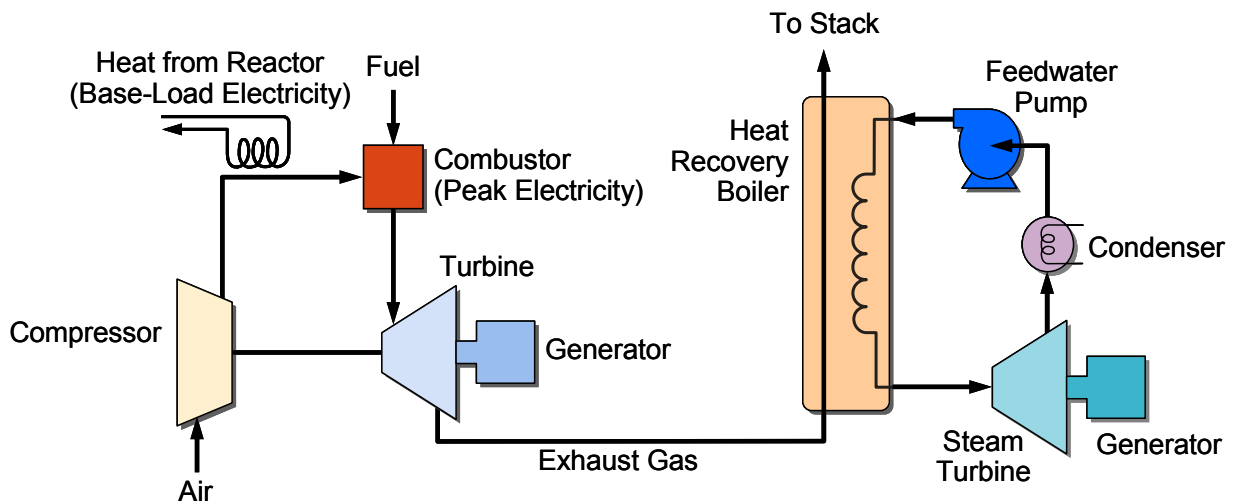 To Stack
Heat from Reactor
(Base-Load Electricity)
Fuel
Feedwater
Pump
Heat
Recovery
Boiler
Combustor
(Peak Electricity)
Condenser
Turbine
Compressor
Generator
Steam
Turbine
Generator
Exhaust Gas
Air